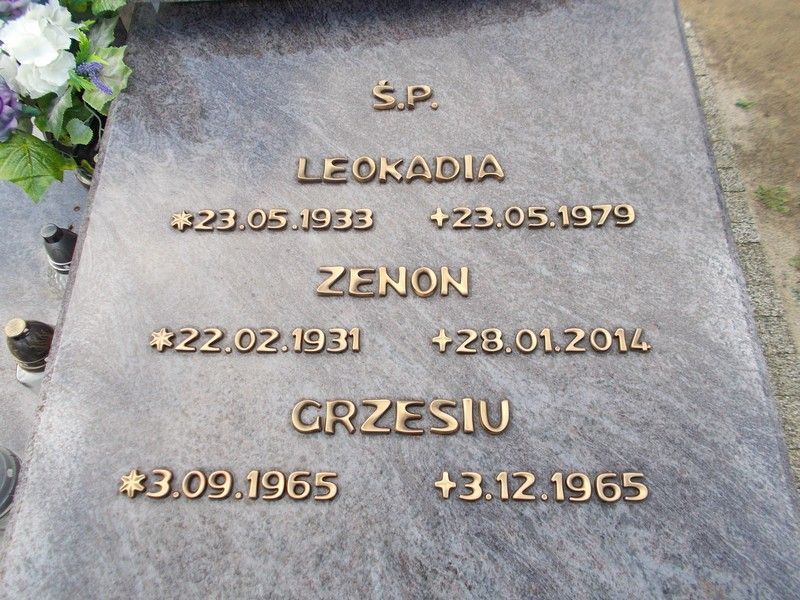 Ś.P.
LEOKADIA
*23.05.1933 +23.05.1979
ZENON
*22.02.1931 +28.01.2014
GRZESIU
*3.09.1965 +3.12.1965